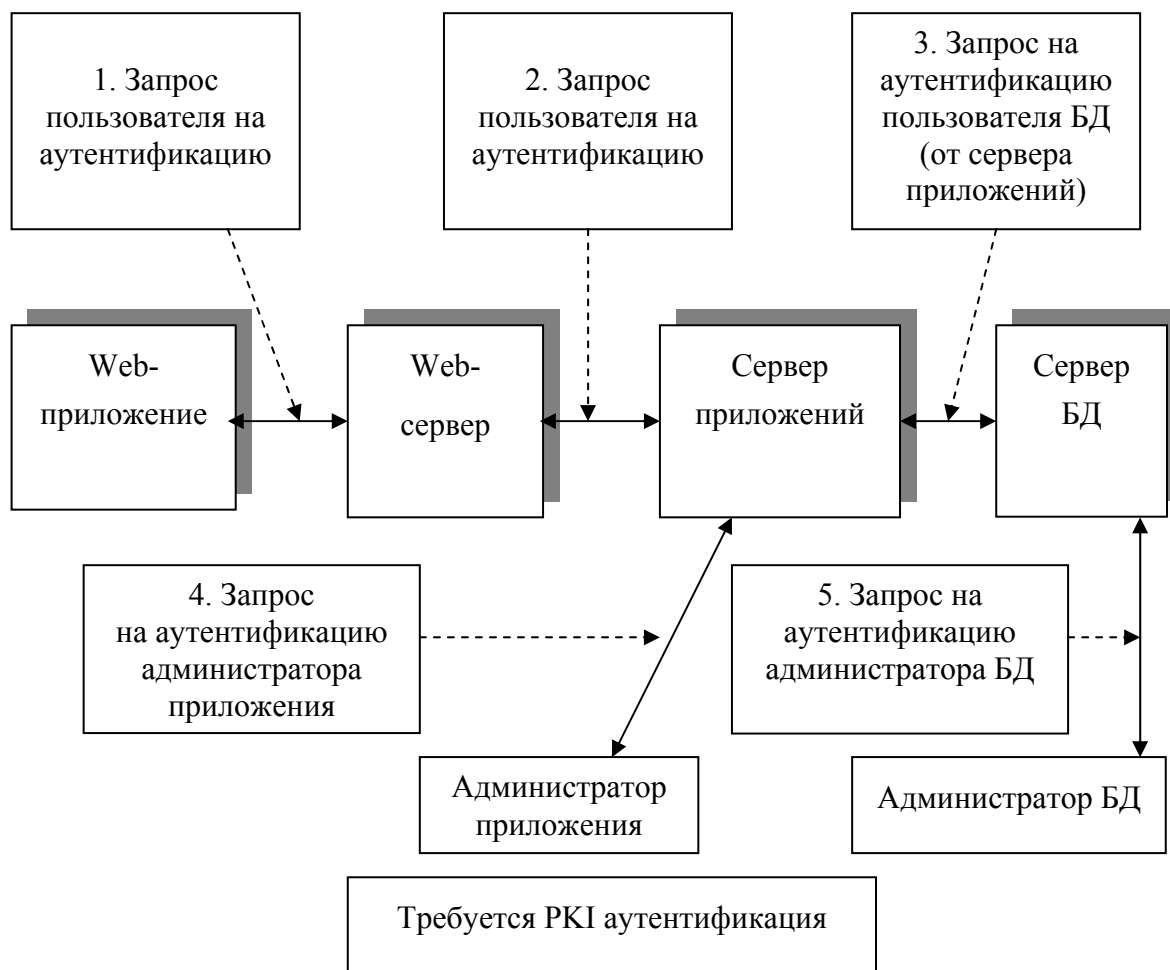 1. Запрос
пользователя на
аутентификацию
2. Запрос
пользователя на
аутентификацию
3. Запрос на
аутентификацию
пользователя БД
(от сервера
приложений)
Web-
приложение
Web-
сервер
Сервер
приложений
Сервер
БД
4. Запрос
на аутентификацию
администратора
приложения
5. Запрос на
аутентификацию
администратора БД
Администратор
приложения
Администратор БД
Требуется PKI аутентификация